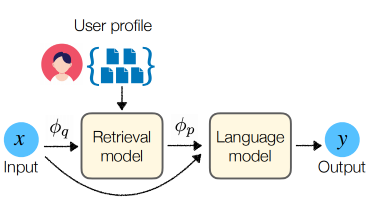 User profile
x
ϕq
Retrieval
model
ϕp
Language
model
y
Input
Output